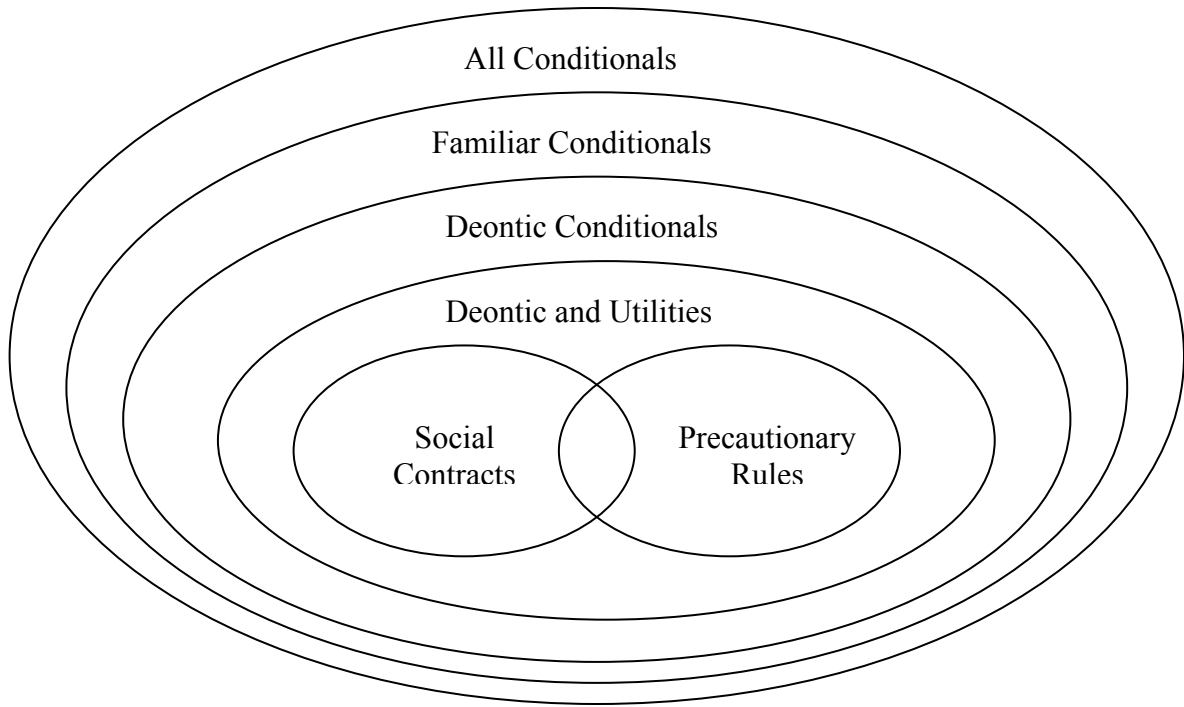 All Conditionals
Familiar Conditionals
Deontic Conditionals
Deontic and Utilities
Social
Contracts
Precautionary
Rules